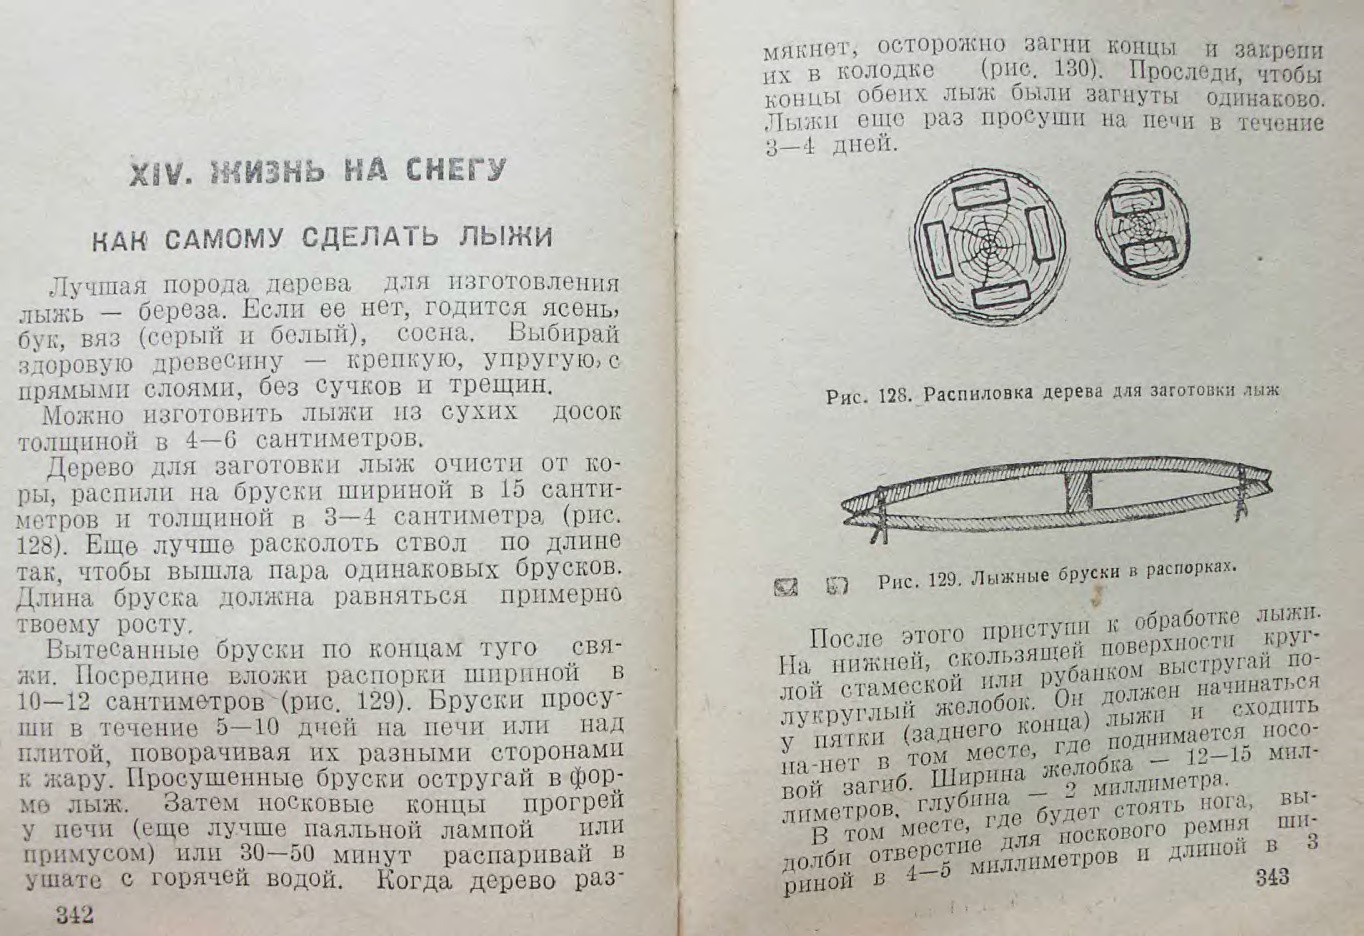 XIV. ЖИЗНЬ НА СНЕГУ
КАК САМОМУ СДЕЛАТЬ ЛЫЖИ
Лучшая порода дерева для изготовления
лыжь — береза. Если ее нет, годится ясень,
бук, вяз (серый и белый), сосна. Выбирай
здоровую древесину — крепкую, упругую, с
прямыми слоями, без сучков и трещин.
Можно изготовить лыжи из сухих досок
толщиной в 4—6 сантиметров.
Дерево для заготовки лыж очисти от ко-
ры, распили на бруски шириной в 15 санти-
метров и толщиной в 3—4 сантиметра (рис.
128). Еще лучше расколоть ствол по длине
так, чтобы вышла пара одинаковых брусков.
Длина бруска должна равняться примерно
твоему росту.
Вытесанные бруски по концам туго свя-
жи. Посредине вложи распорки шириной в
10—12 сантиметров (рис. 129). Бруски просу-
ши в течение 5—10 дней на печи или над
плитой, поворачивая их разными сторонами
к жару. Просушенные бруски остругай в фор-
ме лыж. Затем носковые концы прогрей
у печи (еще лучше паяльной лампой или
примусом) или 30—50 минут распаривай в
ушате с горячей водой. Когда дерево раз-
342
мякнет, осторожно загни концы и закрепи
их в колодке (рис. 130). Проследи, чтобы
концы обеих лыж были загнуты одинаково.
Лыжи еще раз просуши на печи в течение
3—4 дней.
Рис. 128. Распиловка дерева для заготовки лыж
Рис. 129. Лыжные бруски в распорках.
После этого приступи к обработке лыжи.
На нижней, скользящей поверхности круг-
лой стамеской или рубанком выстругай по-
лукруглый желобок. Он должен начинаться
у пятки (заднего конца) лыжи и сходить
на-нет в том месте, где поднимается носо-
вой загиб. Ширина желобка — 12—15 мил-
лиметров, глубина — 2 миллиметра.
В том месте, где будет стоять нога, вы-
долби отверстие для носкового ремня ши-
риной в 4—5 миллиметров и длиной в 3
343